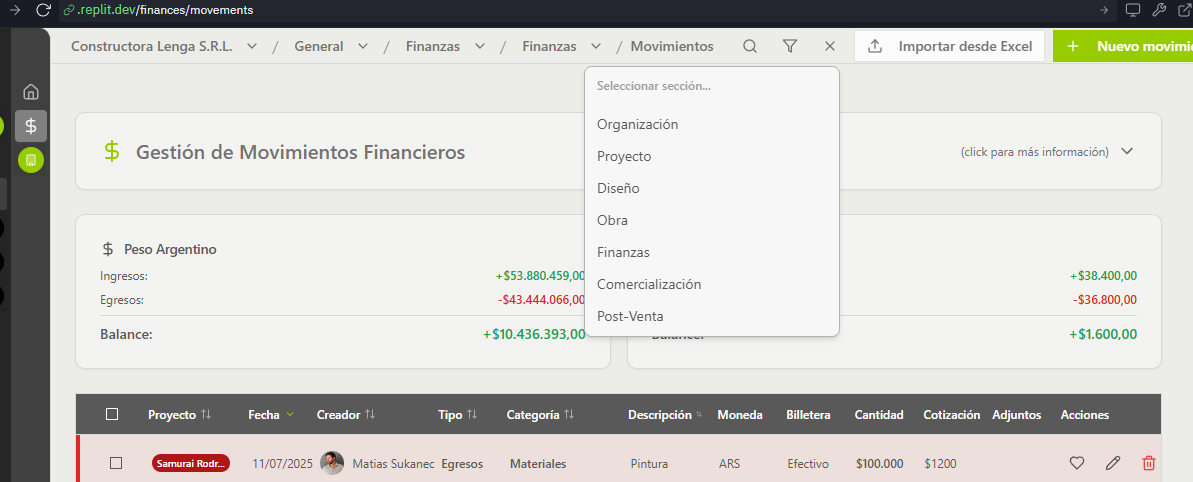 .replit.dev/finances/movements
Constructora Lenga S.R.L. / General / Finanzas / Finanzas / Movimientos Importar desde Excel + Nuevo movimie
Seleccionar sección...
Organización
Proyecto
Diseño
Obra
Finanzas
Comercialización
Post-Venta
$ Gestión de Movimientos Financieros (click para más información)
$ Peso Argentino
Ingresos: +$53.880.459,00 +$38.400,00
Egresos: -$43.444.066,00 -$36.800,00
Balance: +$10.436.393,00 Balance: +$1.600,00
Proyecto Fecha Creador Tipo Categoría Descripción Moneda Billetera Cantidad Cotización Adjuntos Acciones
Samurai Rodr... 11/07/2025 Matias Sukanec Egresos Materiales Pintura ARS Efectivo $100.000 $1200